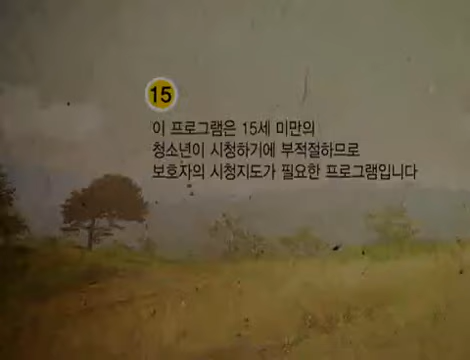 15
이 프로그램은 15세 미만의
청소년이 시청하기에 부적절하므로
보호자의 시청지도가 필요한 프로그램입니다